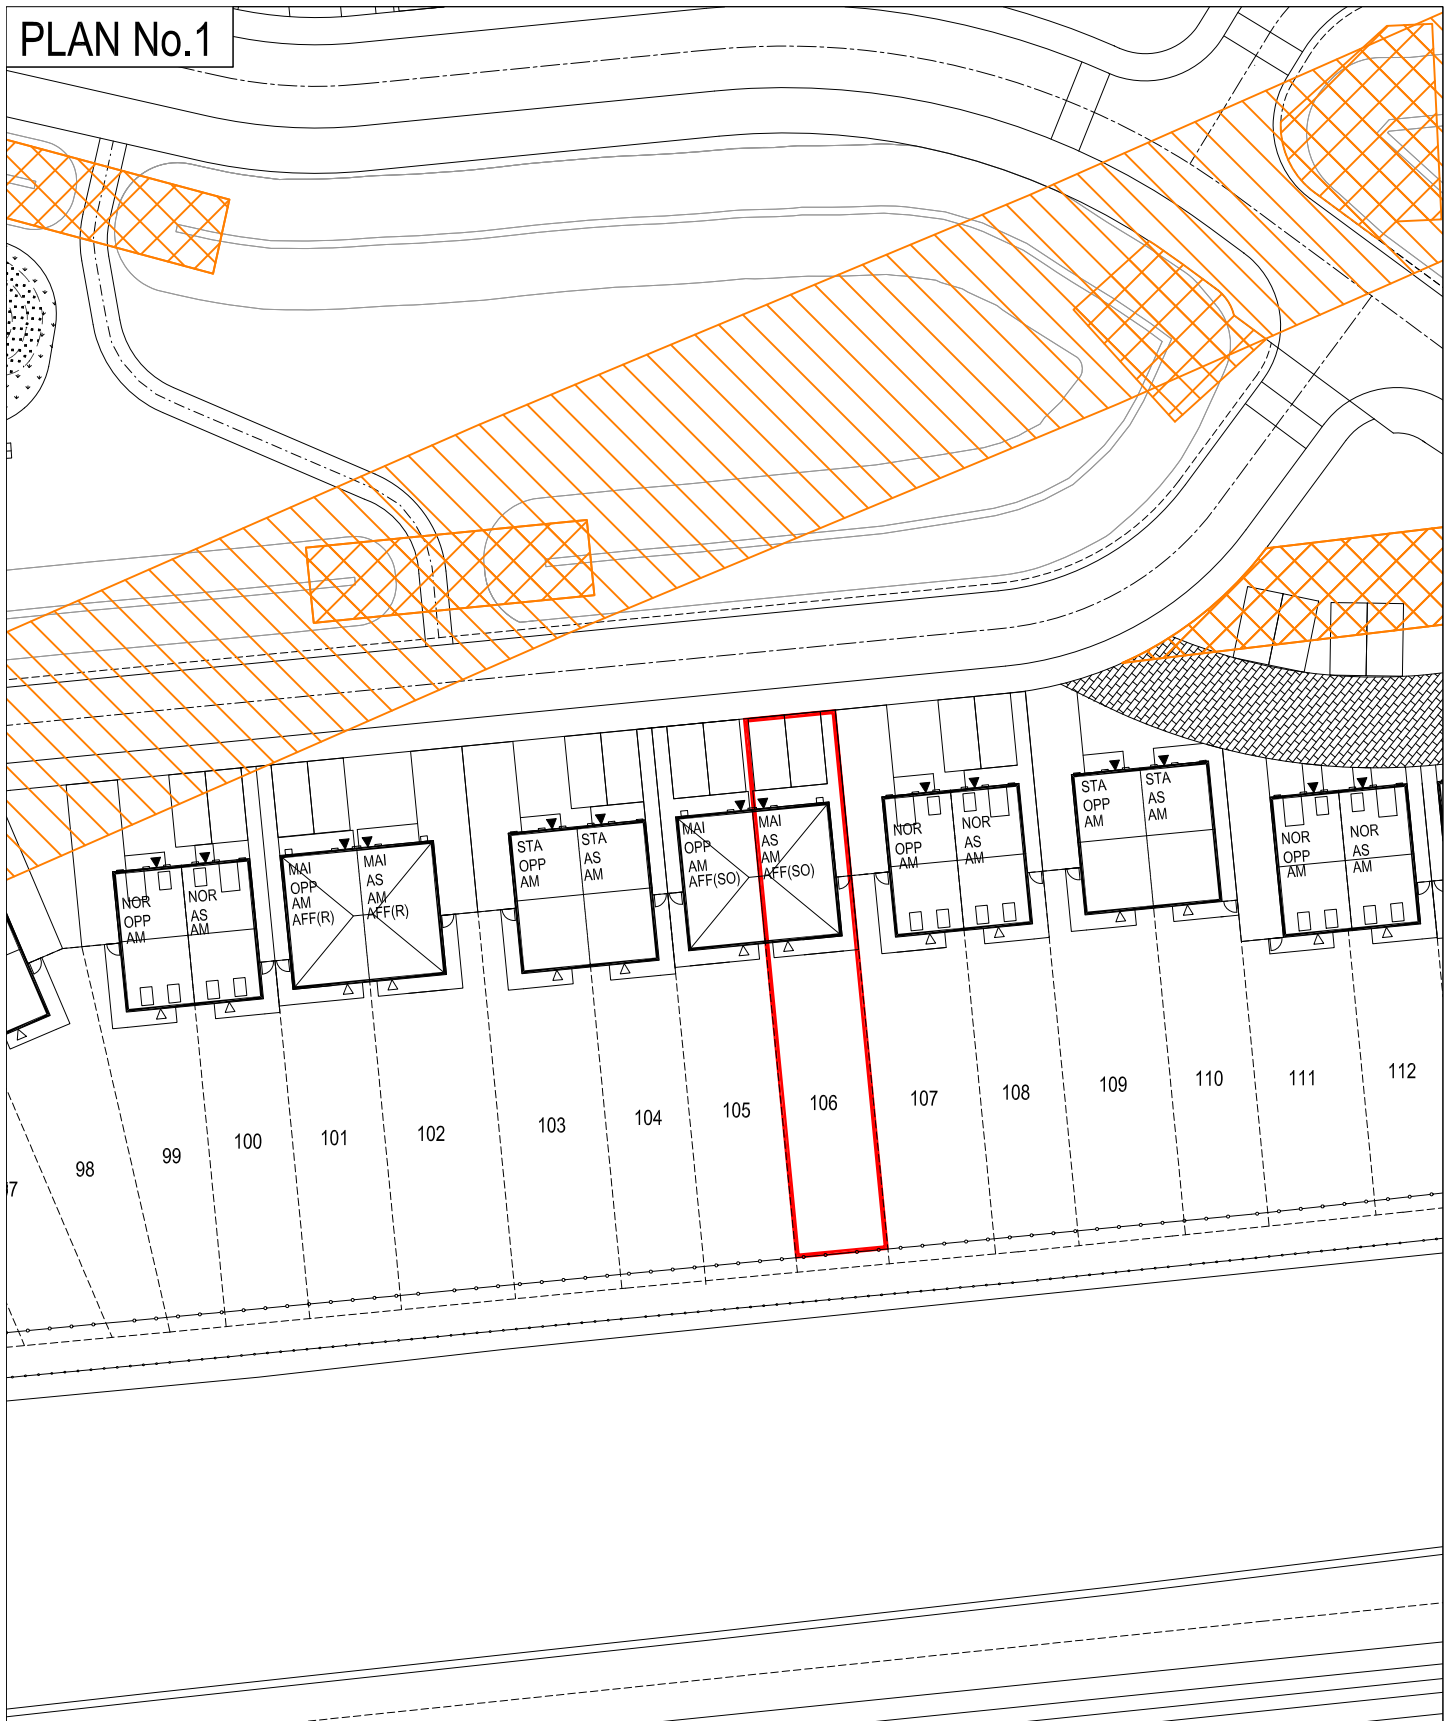 PLAN No.1
NOR
OPP
AM
NOR
AS
AM
MAI
OPP
AM
AFF(R)
MAI
AS
AM
AFF(R)
STA
OPP
AM
STA
AS
AM
MAI
OPP
AM
AFF(SO)
MAI
AS
AM
AFF(SO)
NOR
OPP
AM
NOR
AS
AM
STA
OPP
AM
STA
AS
AM
NOR
OPP
AM
NOR
AS
AM
98
99
100
101
102
103
104
105
106
107
108
109
110
111
112